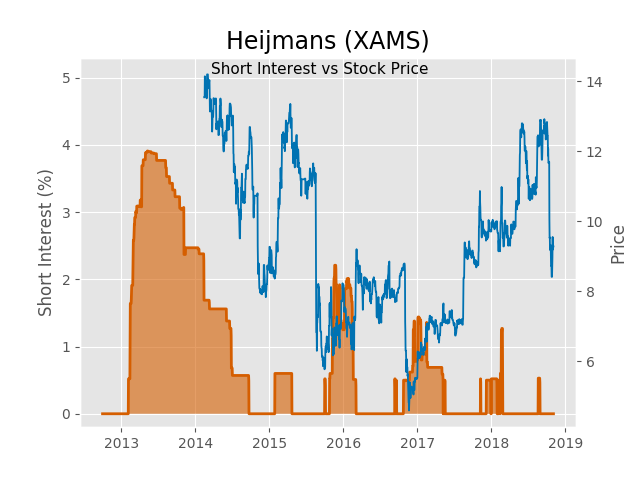 Heijmans (XAMS)
Short Interest vs Stock Price
Short Interest (%)
5
4
3
2
1
0
14
12
10
8
6
Price
2013 2014 2015 2016 2017 2018 2019